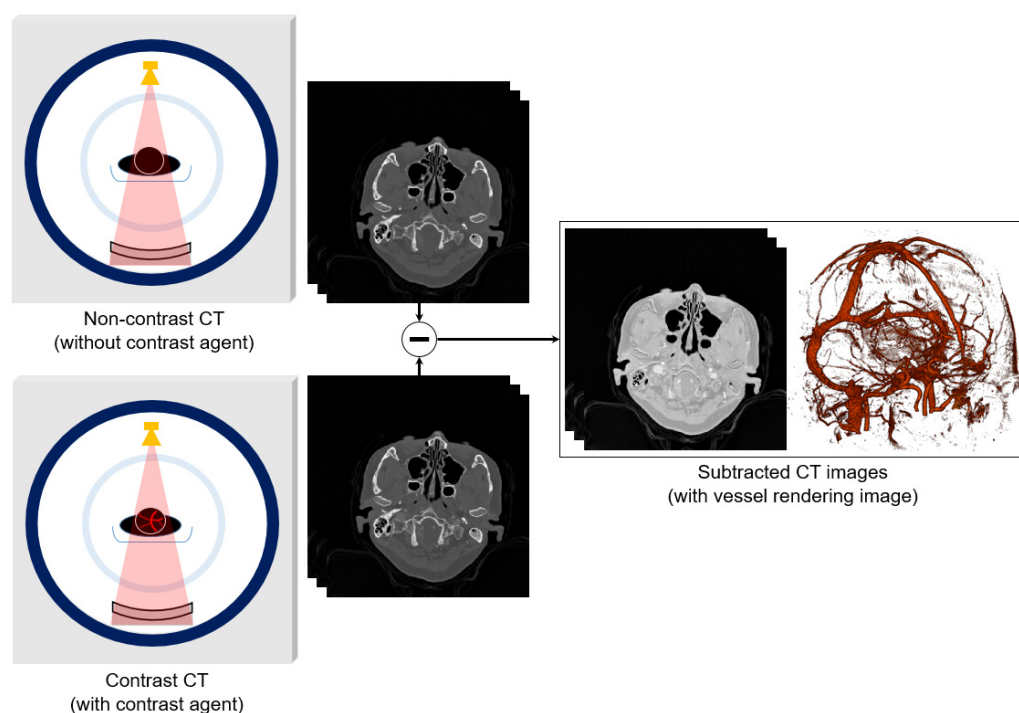 Non-contrast CT
(without contrast agent)
Contrast CT
(with contrast agent)
Subtracted CT images
(with vessel rendering image)